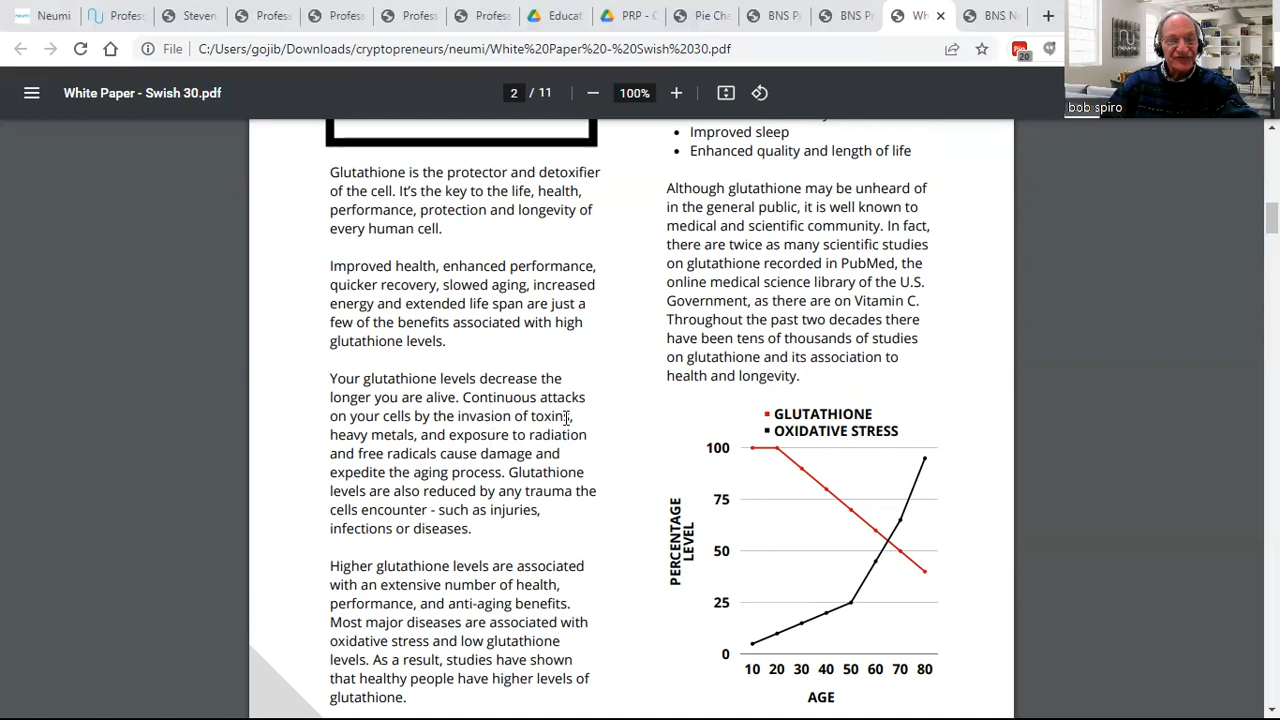 Neumi
Profes
Steven
Profes
Profes
Profes
Profes
Educat
PRP - C
Pie Cha
BNS P
BNS Pr
Wh
BNS N
File
C:/Users/gojib/Downloads/cryptopreneurs/neumi/White%20Paper%20-%20Swish%2030.pdf
20
White Paper - Swish 30.pdf
2 / 11
100%
bob spiro
Glutathione is the protector and detoxifier
of the cell. It's the key to the life, health,
performance, protection and longevity of
every human cell.
Improved health, enhanced performance,
quicker recovery, slowed aging, increased
energy and extended life span are just a
few of the benefits associated with high
glutathione levels.
Your glutathione levels decrease the
longer you are alive. Continuous attacks
on your cells by the invasion of toxins,
heavy metals, and exposure to radiation
and free radicals cause damage and
expedite the aging process. Glutathione
levels are also reduced by any trauma the
cells encounter - such as injuries,
infections or diseases.
Higher glutathione levels are associated
with an extensive number of health,
performance, and anti-aging benefits.
Most major diseases are associated with
oxidative stress and low glutathione
levels. As a result, studies have shown
that healthy people have higher levels of
glutathione.
• Improved sleep
• Enhanced quality and length of life
Although glutathione may be unheard of
in the general public, it is well known to
medical and scientific community. In fact,
there are twice as many scientific studies
on glutathione recorded in PubMed, the
online medical science library of the U.S.
Government, as there are on Vitamin C.
Throughout the past two decades there
have been tens of thousands of studies
on glutathione and its association to
health and longevity.
GLUTATHIONE
OXIDATIVE STRESS
PERCENTAGE
LEVEL
100
75
50
25
0
10 20 30 40 50 60 70 80
AGE